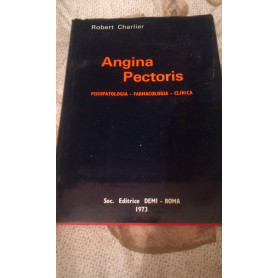 Robert Charlier
Angina
Pectoris
FISIOPATOLOGIA - FARMACOLOGIA - CLINICA
Soc. Editrice DEMI - ROMA
1973